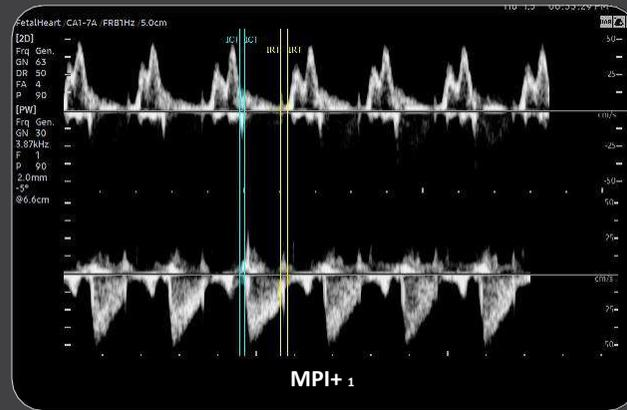 FetalHeart /CA1-7A /FRB1Hz /5.0cm
[2D]
Frq Gen.
GN 63
DR 50
FA 4
P 90
[PW]
Frq Gen.
GN 30
3.87kHz
F 1
P 90
2.0mm
-5°
@6.6cm
ICT ICT
IRT IRT
50
25
cm/s
-25
-50
50
25
cm/s
25
50
MPI+ 1